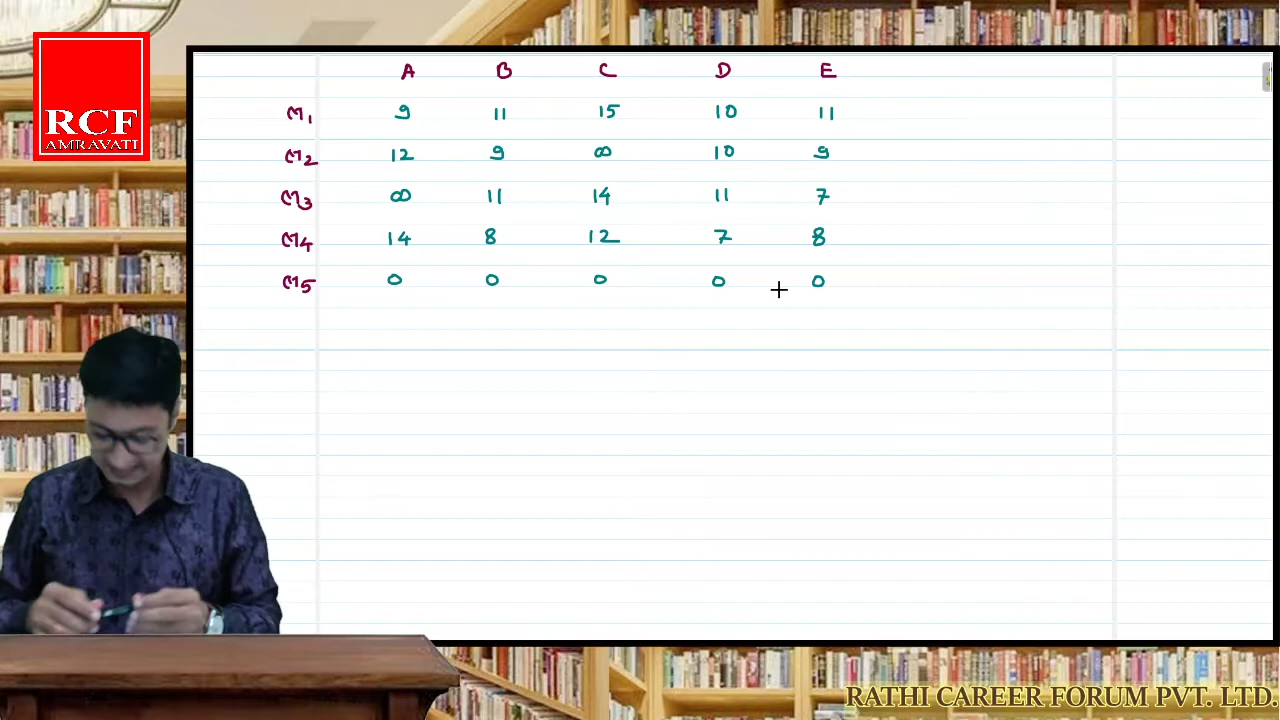 RCF
AMRAVATI
A B C D E
M1 9 11 15 10 11
M2 12 9 ∞ 10 9
M3 ∞ 11 14 11 7
M4 14 8 12 7 8
M5 0 0 0 0 0
RATHI CAREER FORUM PVT. LTD.